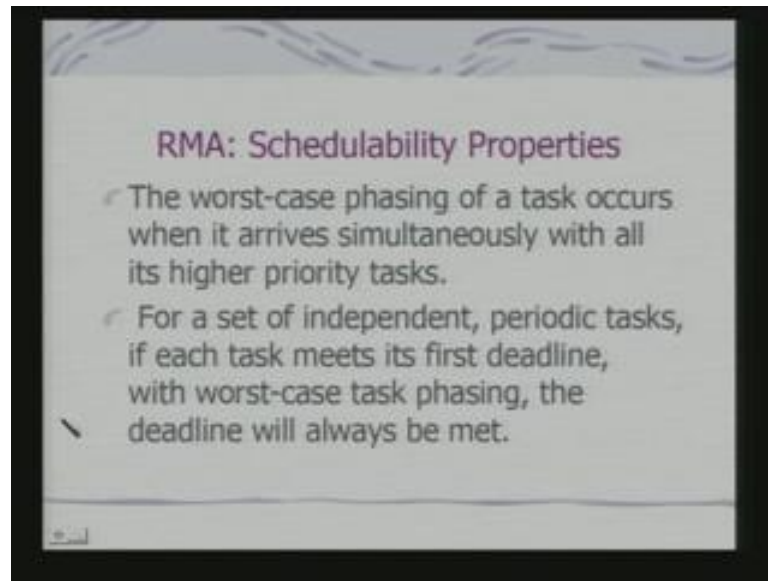 RMA: Schedulability Properties
The worst-case phasing of a task occurs
when it arrives simultaneously with all
its higher priority tasks.
For a set of independent, periodic tasks,
if each task meets its first deadline,
with worst-case task phasing, the
deadline will always be met.